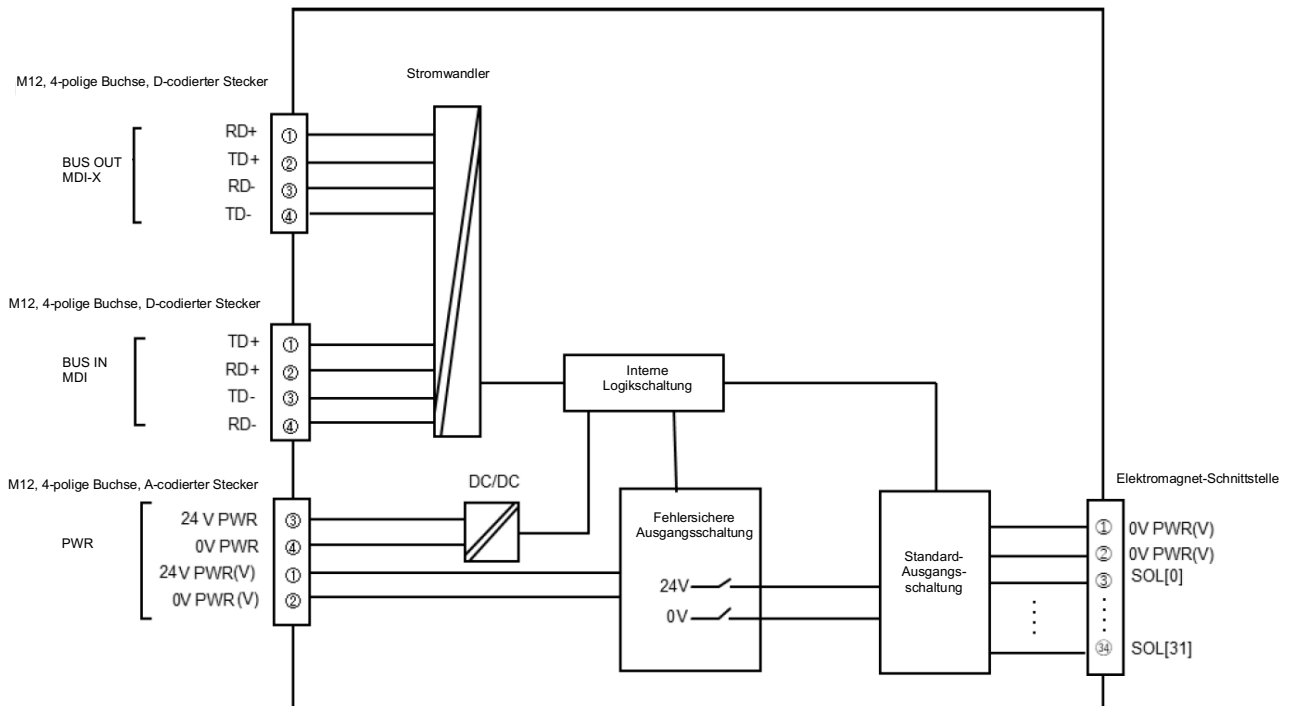 M12, 4-polige Buchse, D-codierter Stecker
Stromwandler
BUS OUT
MDI-X
RD+ ①
TD+ ②
RD- ③
TD- ④
M12, 4-polige Buchse, D-codierter Stecker
BUS IN
MDI
TD+ ①
RD+ ②
TD- ③
RD- ④
Interne
Logikschaltung
M12, 4-polige Buchse, A-codierter Stecker
PWR
24 V PWR ③
0V PWR ④
24V PWR(V) ①
0V PWR (V) ②
DC/DC
Fehlersichere
Ausgangsschaltung
24V
0V
Standard-
Ausgangs-
schaltung
Elektromagnet-Schnittstelle
① 0V PWR(V)
② 0V PWR(V)
③ SOL[0]
㉞ SOL[31]